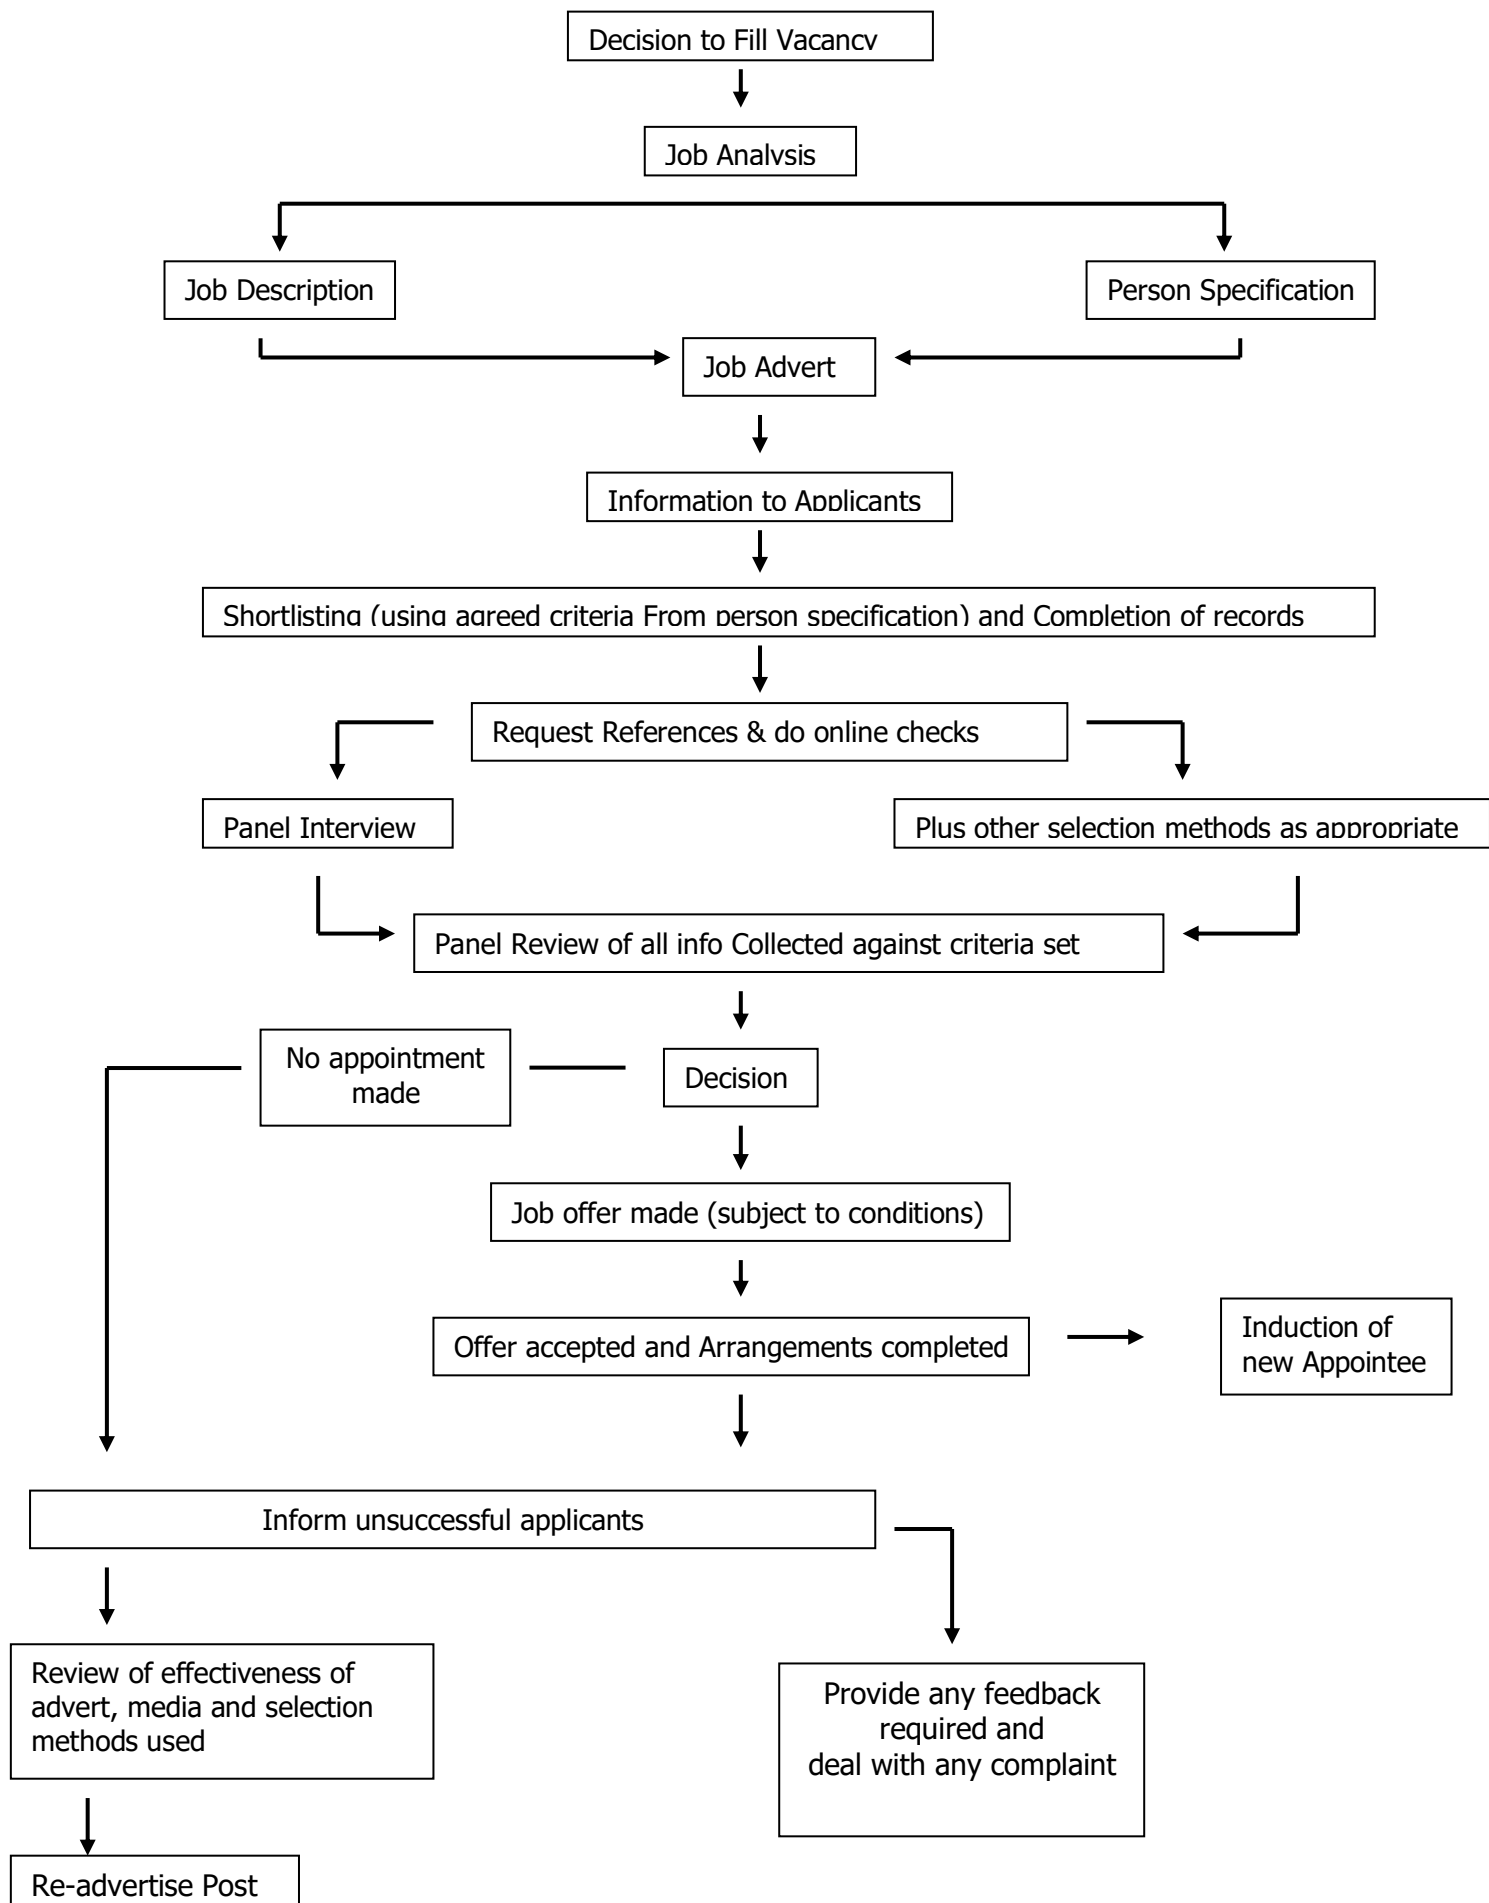 Decision to Fill Vacancy
Job Analysis
Job Description
Person Specification
Job Advert
Information to Applicants
Shortlisting (using agreed criteria From person specification) and Completion of records
Request References & do online checks
Panel Interview
Plus other selection methods as appropriate
Panel Review of all info Collected against criteria set
No appointment
made
Decision
Job offer made (subject to conditions)
Offer accepted and Arrangements completed
Induction of
new Appointee
Inform unsuccessful applicants
Review of effectiveness of
advert, media and selection
methods used
Provide any feedback
required and
deal with any complaint
Re-advertise Post